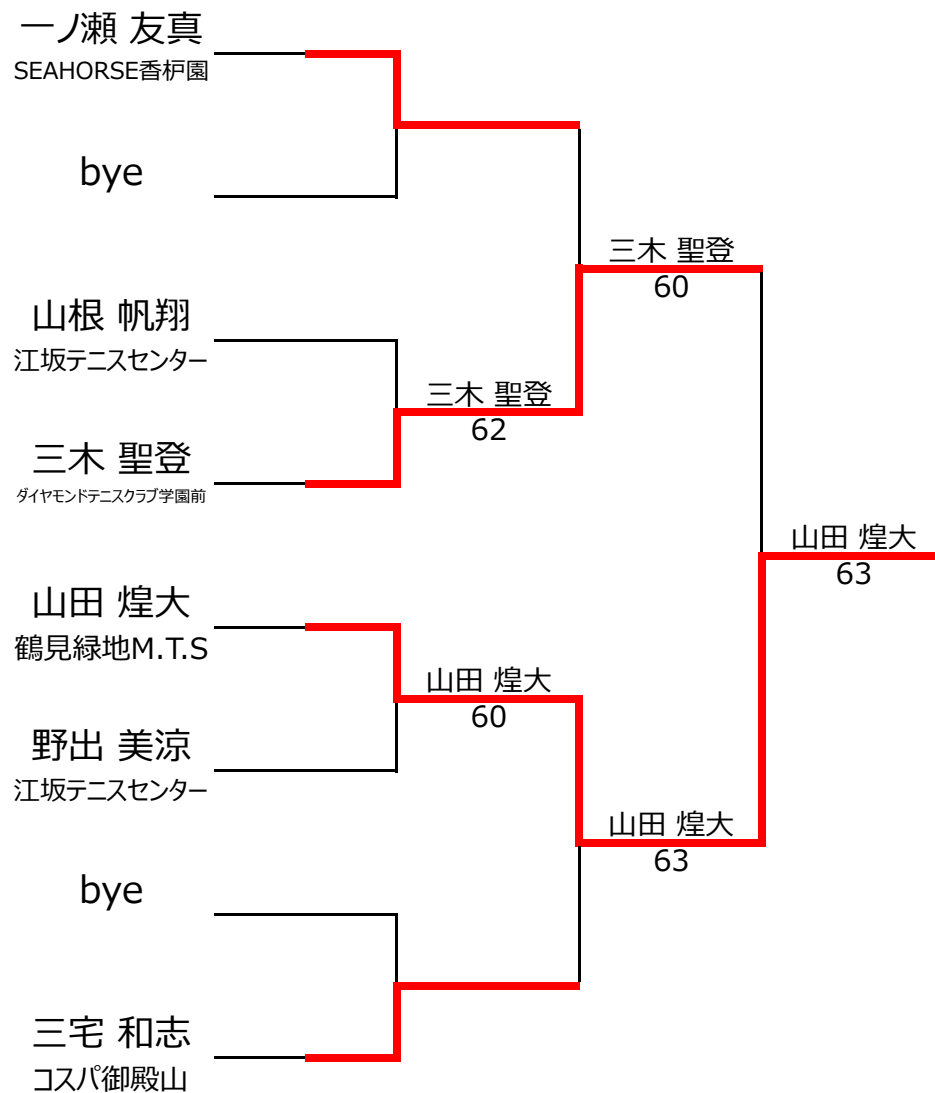 一ノ瀬 友真
SEAHORSE香枦園
bye
山根 帆翔
江坂テニスセンター
三木 聖登
ダイヤモンドテニスクラブ学園前
山田 煌大
鶴見緑地M.T.S
野出 美涼
江坂テニスセンター
bye
三宅 和志
コスパ御殿山
三木 聖登
62
山田 煌大
60
三木 聖登
60
山田 煌大
63
山田 煌大
63